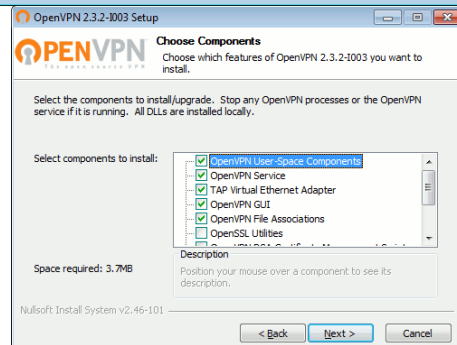 OpenVPN 2.3.2-I003 Setup
OPENVPN
The open source VPN
Choose Components
Choose which features of OpenVPN 2.3.2-I003 you want to
install.
Select the components to install/upgrade. Stop any OpenVPN processes or the OpenVPN
service if it is running. All DLLs are installed locally.
Select components to install:
OpenVPN User-Space Components
OpenVPN Service
TAP Virtual Ethernet Adapter
OpenVPN GUI
OpenVPN File Associations
OpenSSL Utilities
Description
Space required: 3.7MB
Position your mouse over a component to see its
description.
Nullsoft Install System v2.46-101
< Back
Next >
Cancel